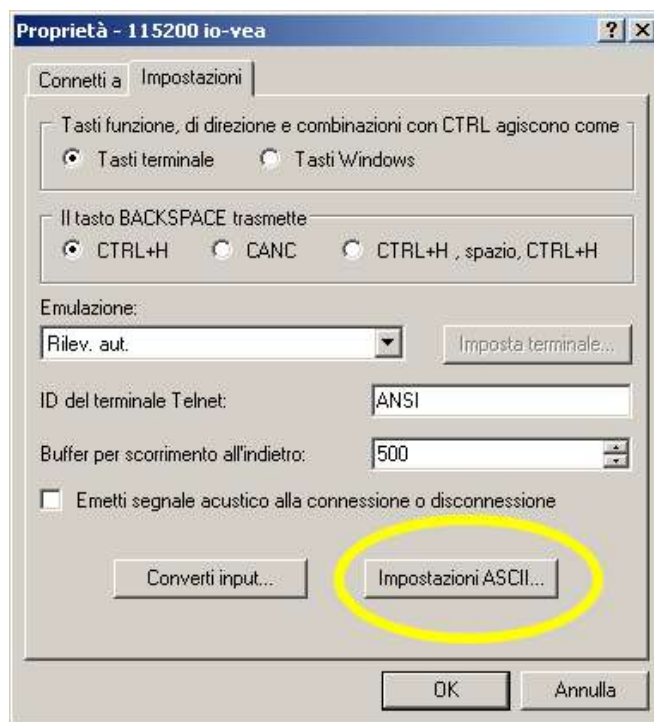 Proprietà - 115200 io-vea
Connetti a Impostazioni
Tasti funzione, di direzione e combinazioni con CTRL agiscono come
Tasti terminale Tasti Windows
Il tasto BACKSPACE trasmette
CTRL+H CANC CTRL+H , spazio, CTRL+H
Emulazione:
Rilev. aut. Imposta terminale...
ID del terminale Telnet: ANSI
Buffer per scorrimento all'indietro: 500
Emetti segnale acustico alla connessione o disconnessione
Converti input... Impostazioni ASCII...
OK Annulla